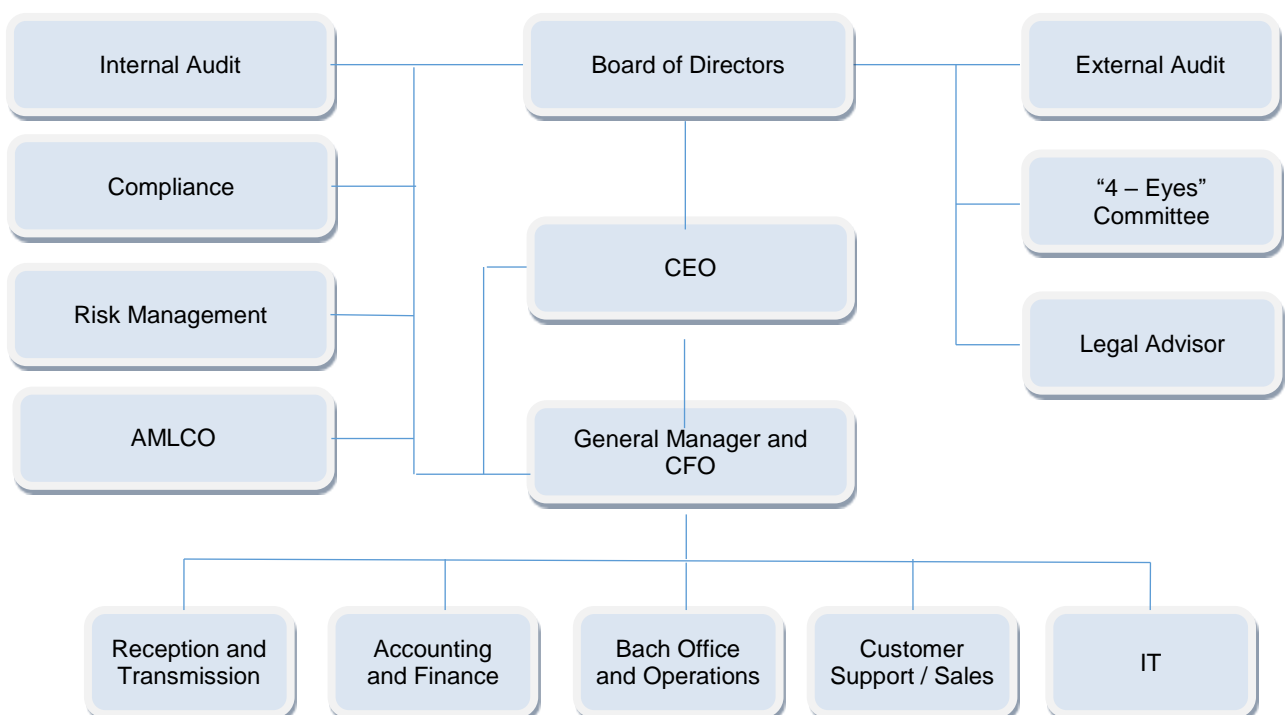 Internal Audit
Board of Directors
External Audit
Compliance
“4 – Eyes”
Committee
CEO
Risk Management
Legal Advisor
AMLCO
General Manager and
CFO
Reception and
Transmission
Accounting
and Finance
Bach Office
and Operations
Customer
Support / Sales
IT